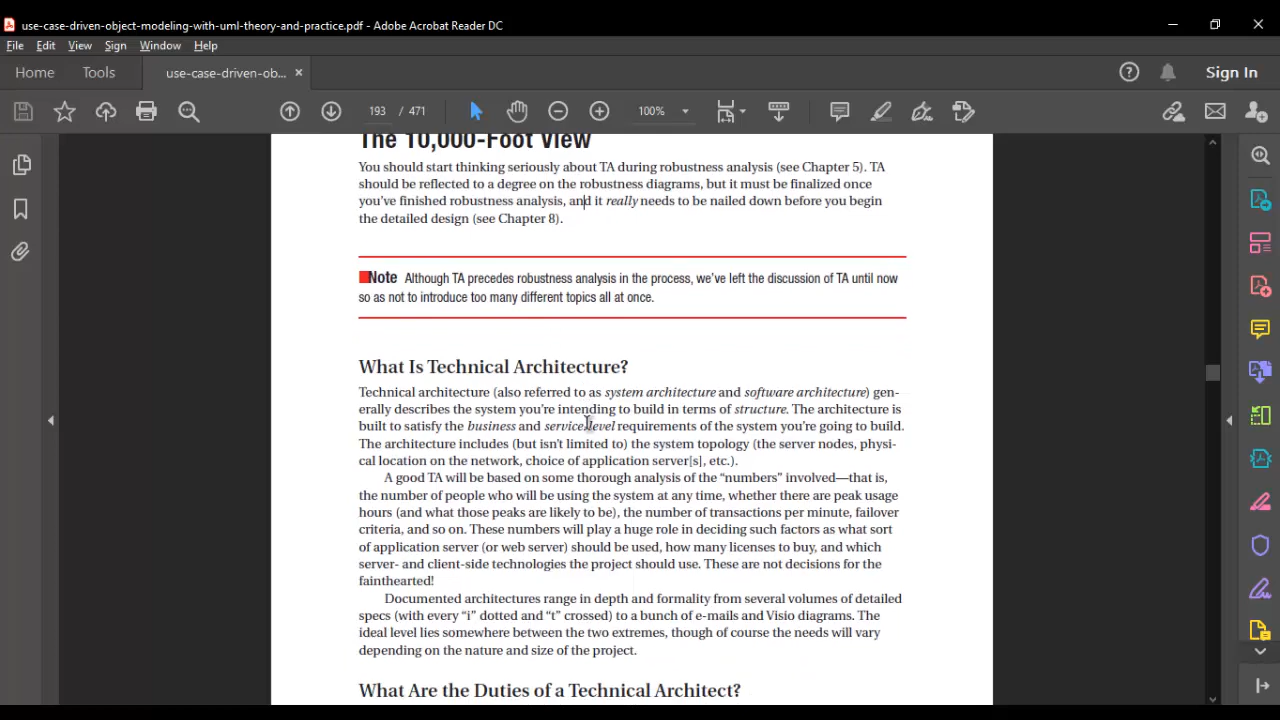 use-case-driven-object-modeling-with-uml-theory-and-practice.pdf - Adobe Acrobat Reader DC
File Edit View Sign Window Help
Home Tools use-case-driven-ob... ×
Sign In
193 / 471
100%
The 10,000-Foot View
You should start thinking seriously about TA during robustness analysis (see Chapter 5). TA
should be reflected to a degree on the robustness diagrams, but it must be finalized once
you've finished robustness analysis, and it really needs to be nailed down before you begin
the detailed design (see Chapter 8).
Note Although TA precedes robustness analysis in the process, we've left the discussion of TA until now
so as not to introduce too many different topics all at once.
What Is Technical Architecture?
Technical architecture (also referred to as system architecture and software architecture) gen-
erally describes the system you're intending to build in terms of structure. The architecture is
built to satisfy the business and service-level requirements of the system you're going to build.
The architecture includes (but isn't limited to) the system topology (the server nodes, physi-
cal location on the network, choice of application server[s], etc.).
A good TA will be based on some thorough analysis of the "numbers" involved—that is,
the number of people who will be using the system at any time, whether there are peak usage
hours (and what those peaks are likely to be), the number of transactions per minute, failover
criteria, and so on. These numbers will play a huge role in deciding such factors as what sort
of application server (or web server) should be used, how many licenses to buy, and which
server- and client-side technologies the project should use. These are not decisions for the
fainthearted!
Documented architectures range in depth and formality from several volumes of detailed
specs (with every "i" dotted and "t" crossed) to a bunch of e-mails and Visio diagrams. The
ideal level lies somewhere between the two extremes, though of course the needs will vary
depending on the nature and size of the project.
What Are the Duties of a Technical Architect?